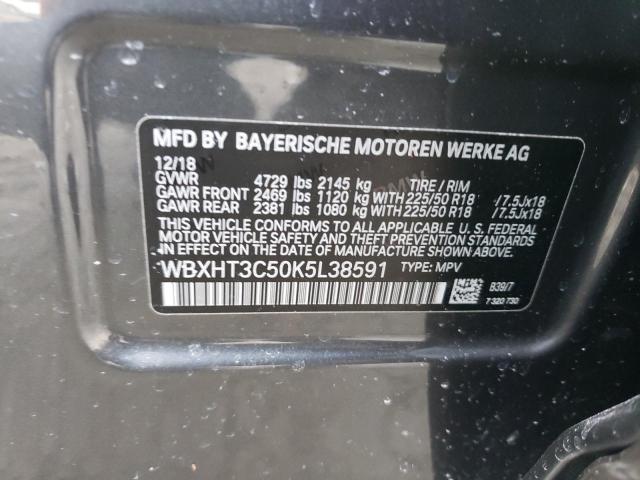 MFD BY BAYERISCHE MOTOREN WERKE AG
12/18
GVWR 4729 lbs 2145 kg TIRE / RIM
GAWR FRONT 2469 lbs 1120 kg WITH 225/50 R18 /7.5Jx18
GAWR REAR 2381 lbs 1080 kg WITH 225/50 R18 /7.5Jx18
THIS VEHICLE CONFORMS TO ALL APPLICABLE U. S. FEDERAL
MOTOR VEHICLE SAFETY, BUMPER, AND THEFT PREVENTION STANDARDS
IN EFFECT ON THE DATE OF MANUFACTURE SHOWN ABOVE.
WBXHT3C50K5L38591 TYPE: MPV
B39/7
7 320 730